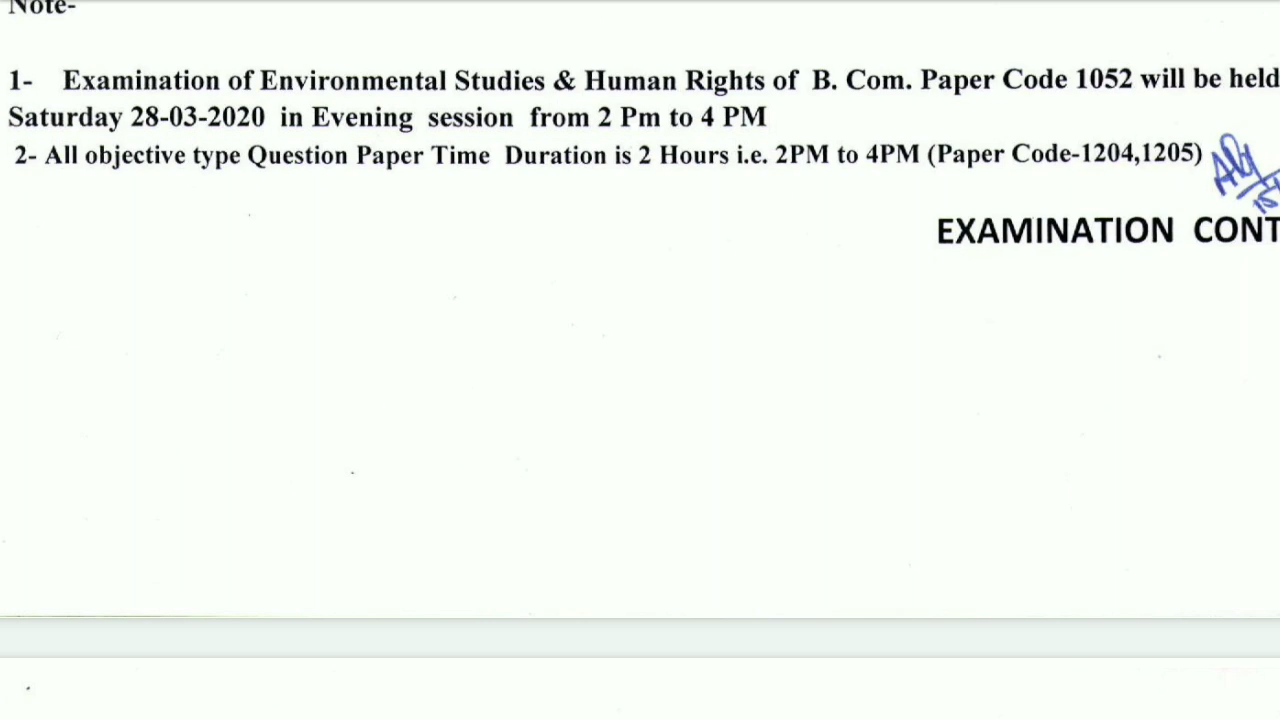 Note-
1- Examination of Environmental Studies & Human Rights of B. Com. Paper Code 1052 will be held
Saturday 28-03-2020 in Evening session from 2 Pm to 4 PM
2- All objective type Question Paper Time Duration is 2 Hours i.e. 2PM to 4PM (Paper Code-1204,1205)
EXAMINATION CONT